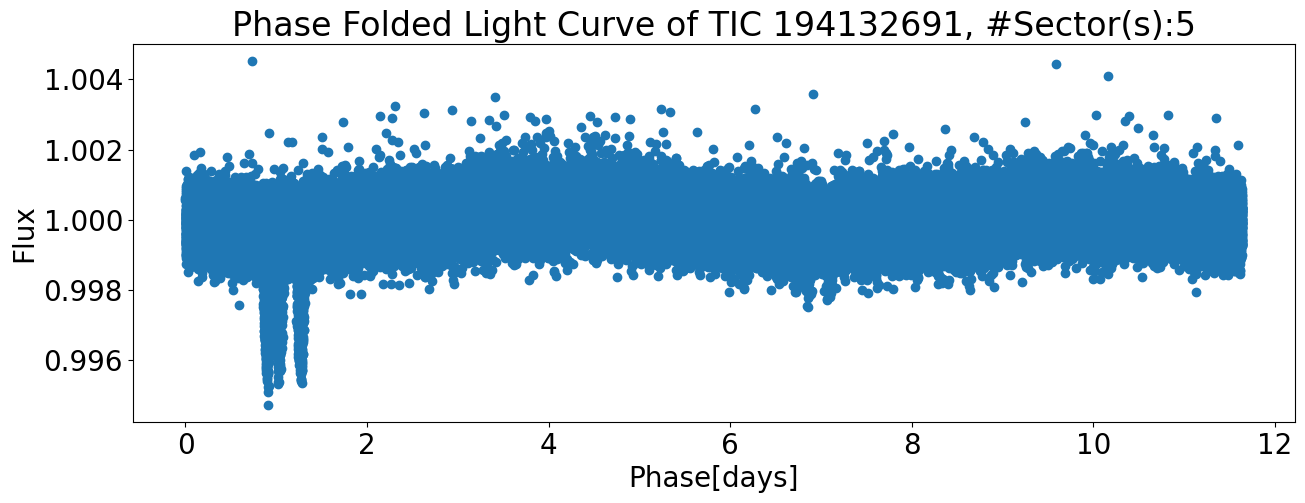 Phase Folded Light Curve of TIC 194132691, #Sector(s):5
1.004
1.002
1.000
0.998
0.996
Flux
0 2 4 6 8 10 12
Phase[days]